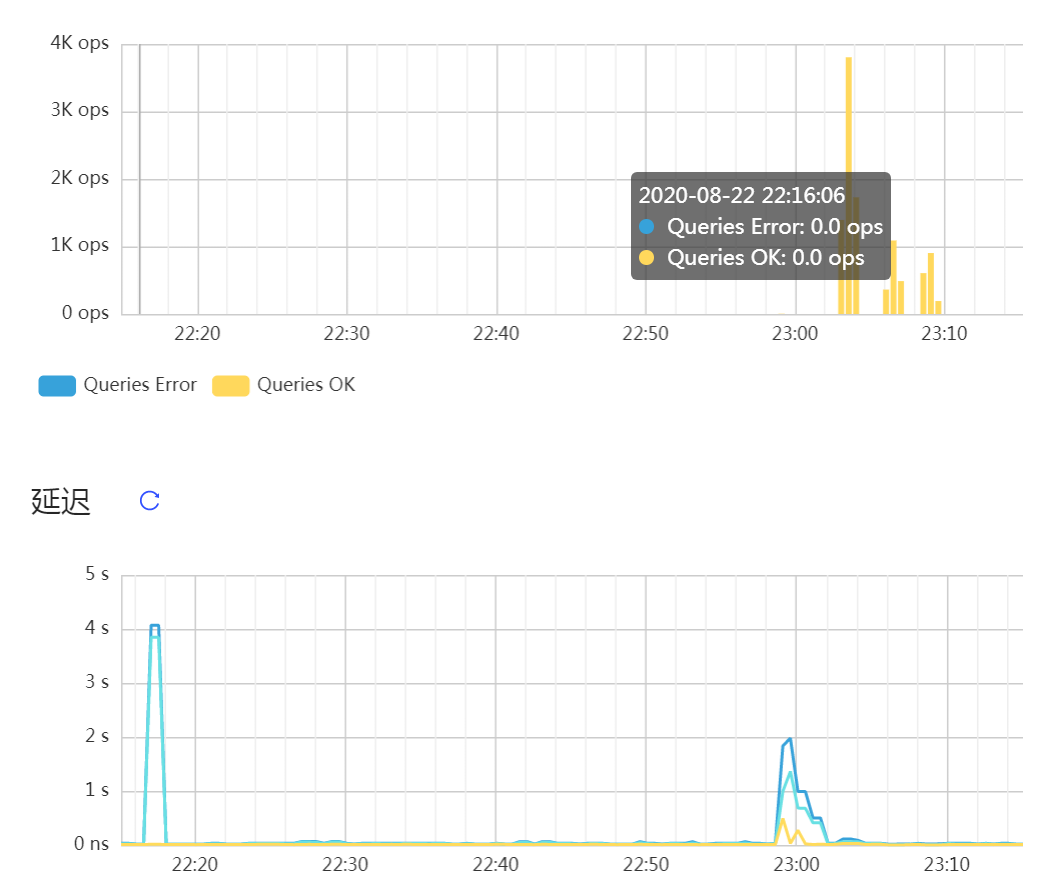 4K ops
3K ops
2K ops
1K ops
0 ops
2020-08-22 22:16:06
Queries Error: 0.0 ops
Queries OK: 0.0 ops
22:20 22:30 22:40 22:50 23:00 23:10
Queries Error Queries OK
延迟
5 s
4 s
3 s
2 s
1 s
0 ns
22:20 22:30 22:40 22:50 23:00 23:10